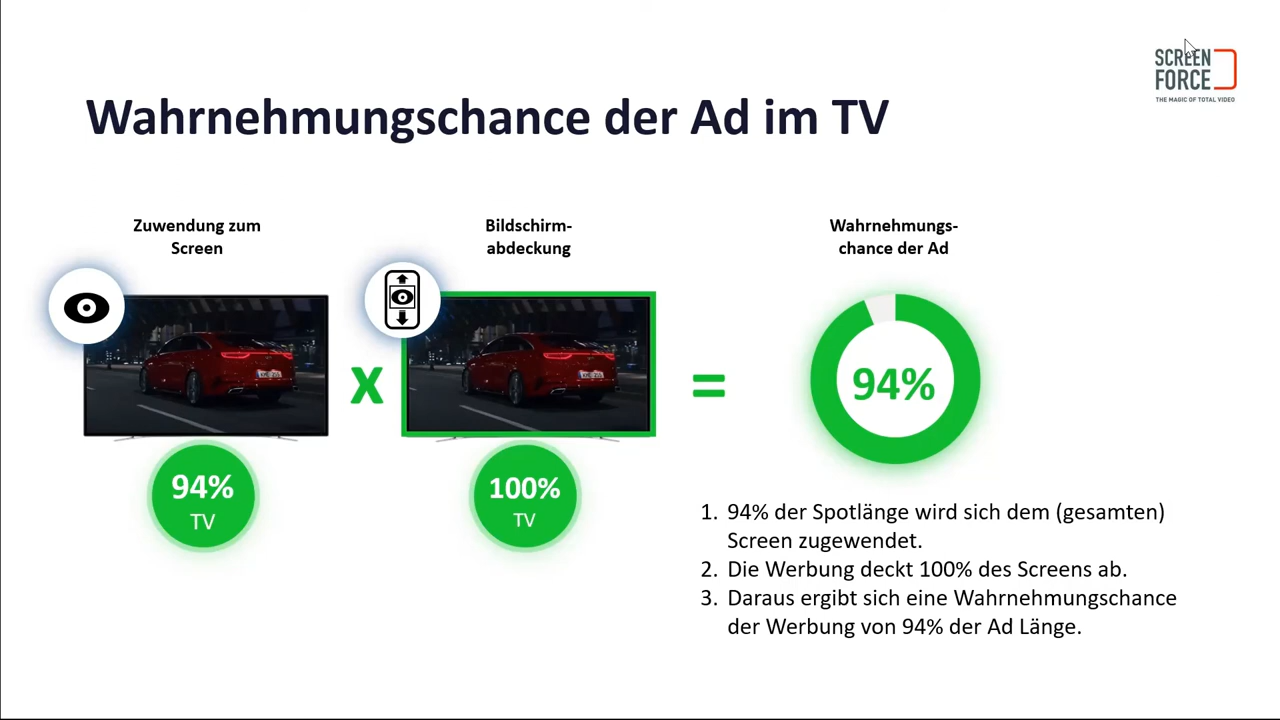 SCREEN
FORCE
THE MAGIC OF TOTAL VIDEO
Wahrnehmungschance der Ad im TV
Zuwendung zum
Screen
Bildschirm-
abdeckung
Wahrnehmungs-
chance der Ad
x
=
94%
94%
TV
100%
TV
1. 94% der Spotlänge wird sich dem (gesamten)
Screen zugewendet.
2. Die Werbung deckt 100% des Screens ab.
3. Daraus ergibt sich eine Wahrnehmungschance
der Werbung von 94% der Ad Länge.